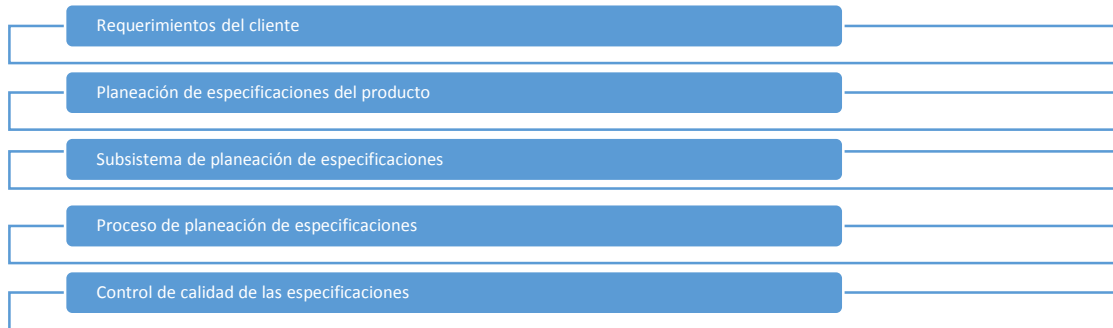 Requerimientos del cliente
Planeación de especificaciones del producto
Subsistema de planeación de especificaciones
Proceso de planeación de especificaciones
Control de calidad de las especificaciones